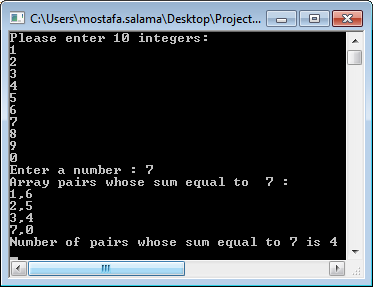 C:\Users\mostafa.salama\Desktop\Project...
Please enter 10 integers:
1
2
3
4
5
6
7
8
9
0
Enter a number : 7
Array pairs whose sum equal to  7 :
1,6
2,5
3,4
7,0
Number of pairs whose sum equal to 7 is 4